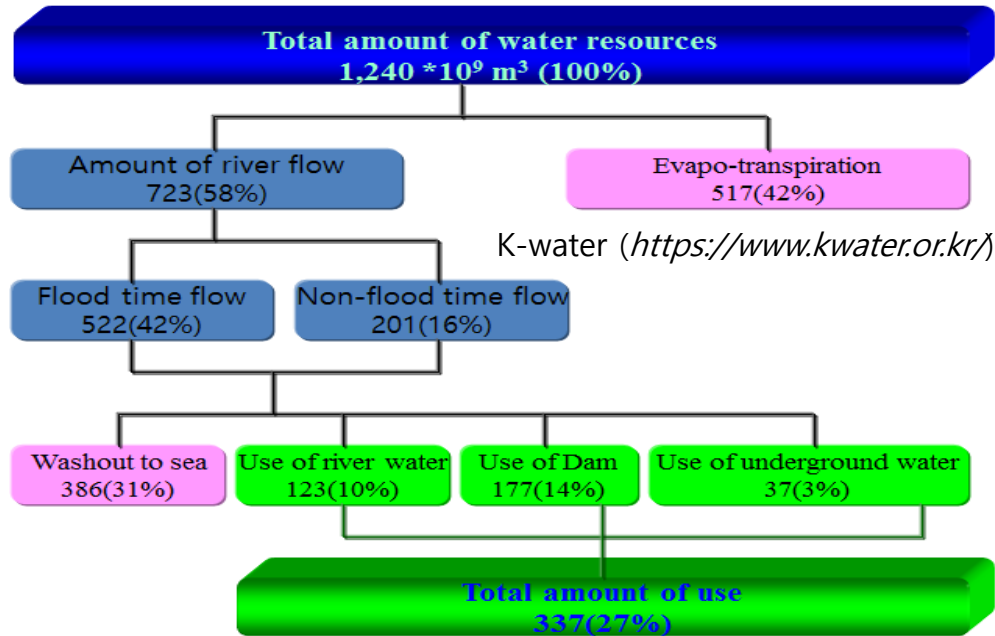 Total amount of water resources
1,240 *10⁹ m³ (100%)
Amount of river flow
723(58%)
Evapo-transpiration
517(42%)
K-water (https://www.kwater.or.kr/)
Flood time flow
522(42%)
Non-flood time flow
201(16%)
Washout to sea
386(31%)
Use of river water
123(10%)
Use of Dam
177(14%)
Use of underground water
37(3%)
Total amount of use
337(27%)